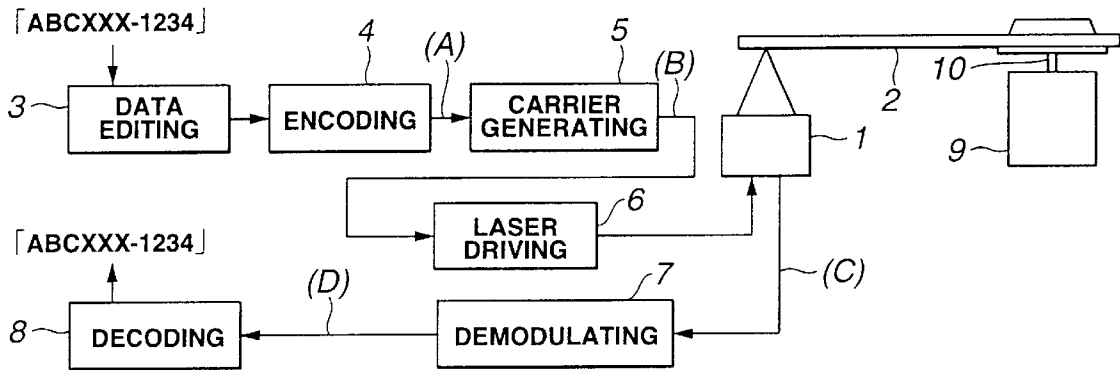 ⌈ABCXXX-1234⌋
3
DATA
EDITING
4
ENCODING
(A)
5
CARRIER
GENERATING
(B)
1
2
10
9
6
LASER
DRIVING
(C)
7
DEMODULATING
(D)
8
DECODING
⌈ABCXXX-1234⌋